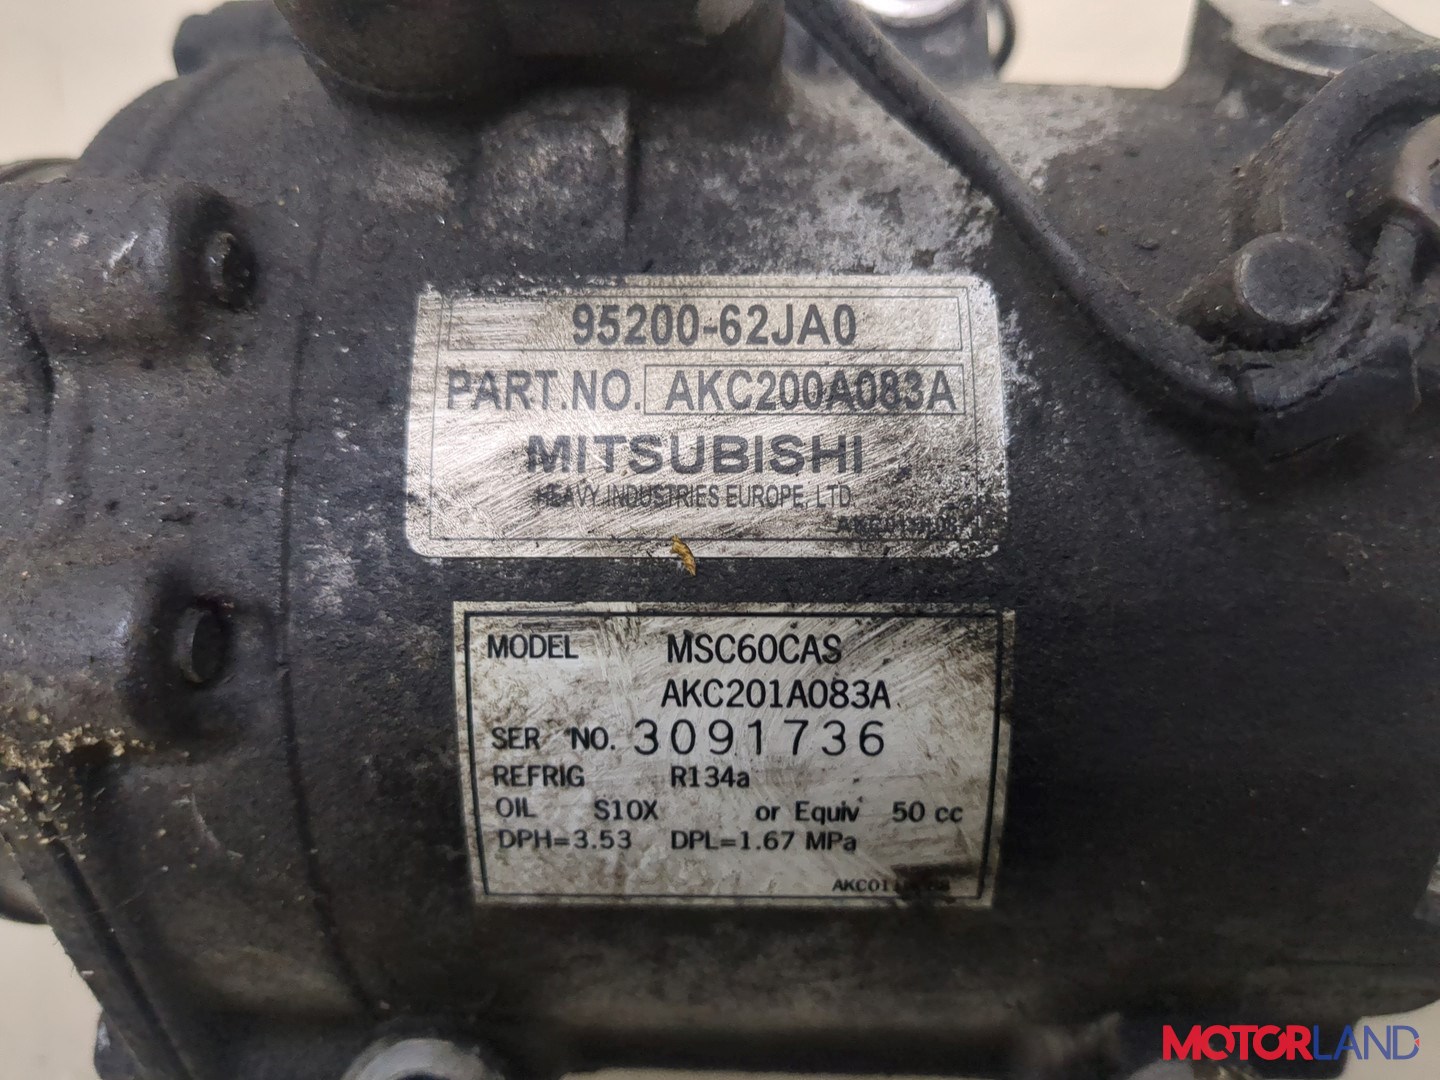 95200-62JA0
PART.NO. AKC200A083A
MITSUBISHI
HEAVY INDUSTRIES EUROPE, LTD.
MODEL MSC60CAS
AKC201A083A
SER NO. 3091736
REFRIG R134a
OIL S10X or Equiv 50 cc
DPH=3.53 DPL=1.67 MPa
MOTORLAND